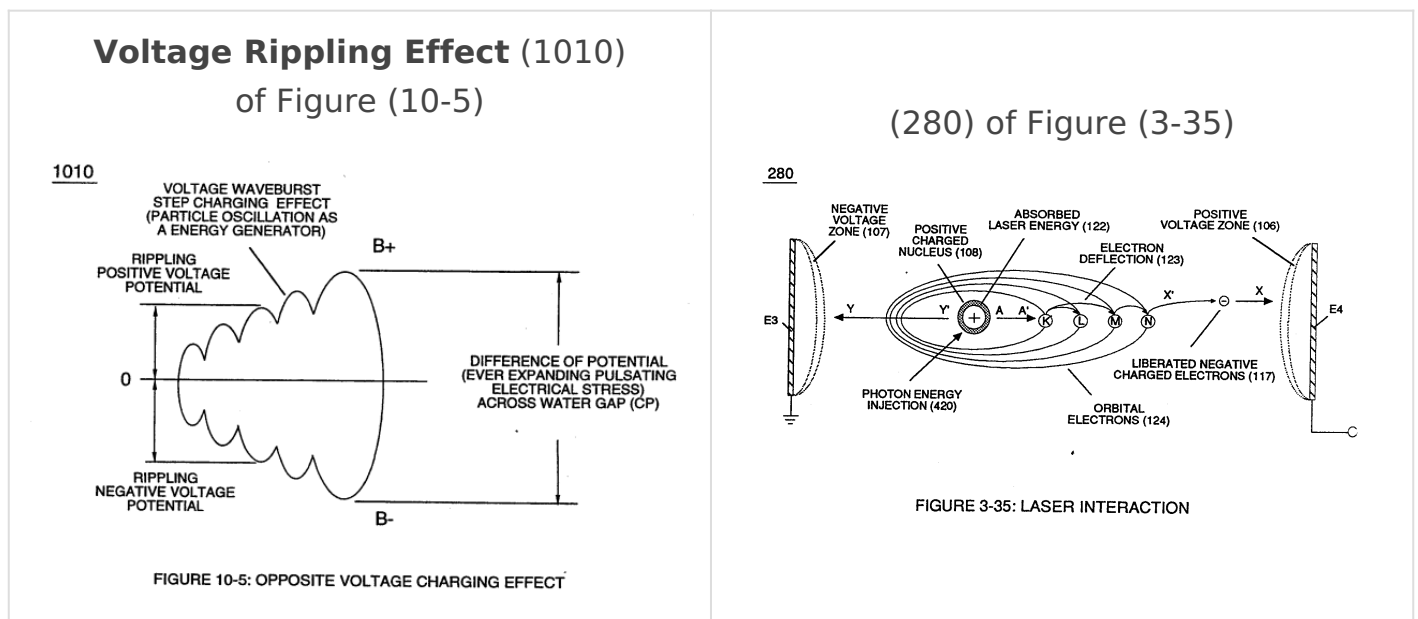 Voltage Rippling Effect (1010)
of Figure (10-5)
1010
VOLTAGE WAVEBURST
STEP CHARGING EFFECT
(PARTICLE OSCILLATION AS
A ENERGY GENERATOR)
B+
RIPPLING
POSITIVE VOLTAGE
POTENTIAL
0
DIFFERENCE OF POTENTIAL
(EVER EXPANDING PULSATING
ELECTRICAL STRESS)
ACROSS WATER GAP (CP)
RIPPLING
NEGATIVE VOLTAGE
POTENTIAL
B-
FIGURE 10-5: OPPOSITE VOLTAGE CHARGING EFFECT
(280) of Figure (3-35)
280
NEGATIVE
VOLTAGE
ZONE (107)
POSITIVE
CHARGED
NUCLEUS (108)
ABSORBED
LASER ENERGY (122)
ELECTRON
DEFLECTION (123)
POSITIVE
VOLTAGE ZONE (106)
E3
Y
Y'
+
A
A'
K
L
M
N
X'
X
E4
LIBERATED NEGATIVE
CHARGED ELECTRONS (117)
PHOTON ENERGY
INJECTION (420)
ORBITAL
ELECTRONS (124)
FIGURE 3-35: LASER INTERACTION